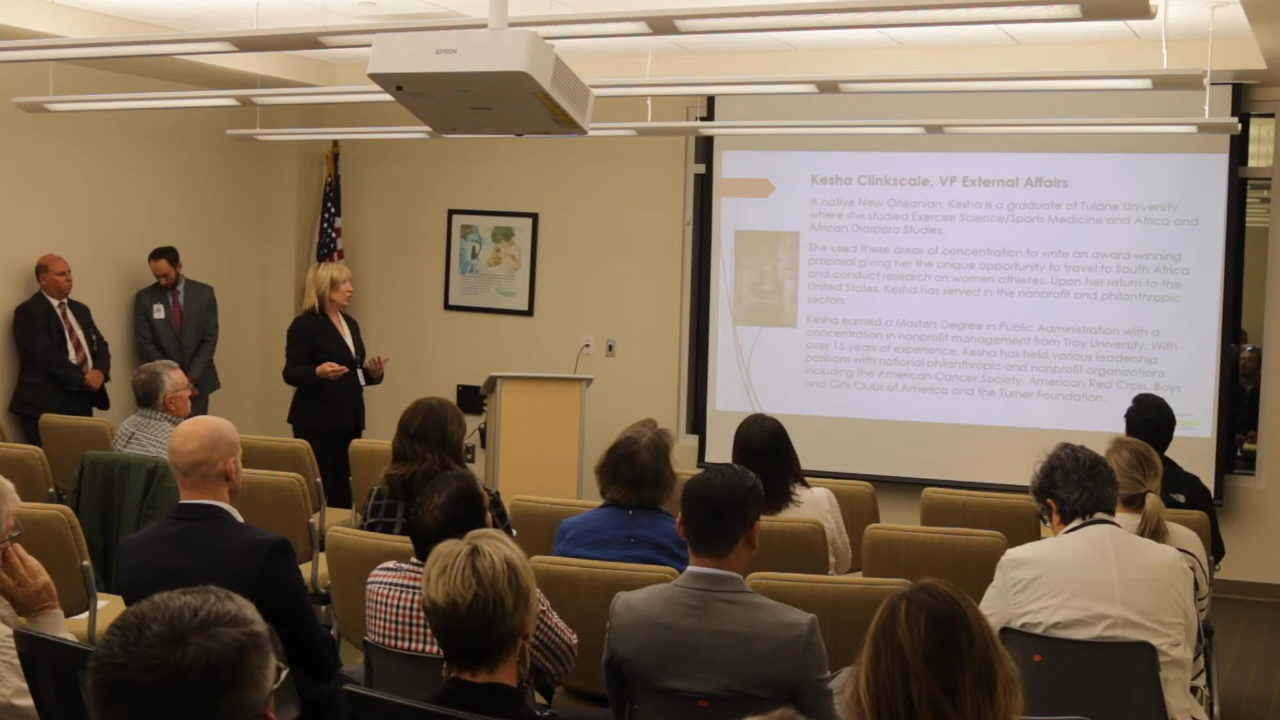 EPSON
Kesha Clinkscale, VP External Affairs
A native New Orleanian, Kesha is a graduate of Tulane University
where she studied Exercise Science/Sports Medicine and Africa and
African Diaspora Studies.
She used these areas of concentration to write an award-winning
proposal giving her the unique opportunity to travel to South Africa
and conduct research on women athletes. Upon her return to the
United States, Kesha has served in the nonprofit and philanthropic
sectors.
Kesha earned a Masters Degree in Public Administration with a
concentration in nonprofit management from Troy University. With
over 15 years of experience, Kesha has held various leadership
positions with national philanthropic and nonprofit organizations
including the American Cancer Society, American Red Cross, Boys
and Girls Clubs of America and the Turner Foundation.